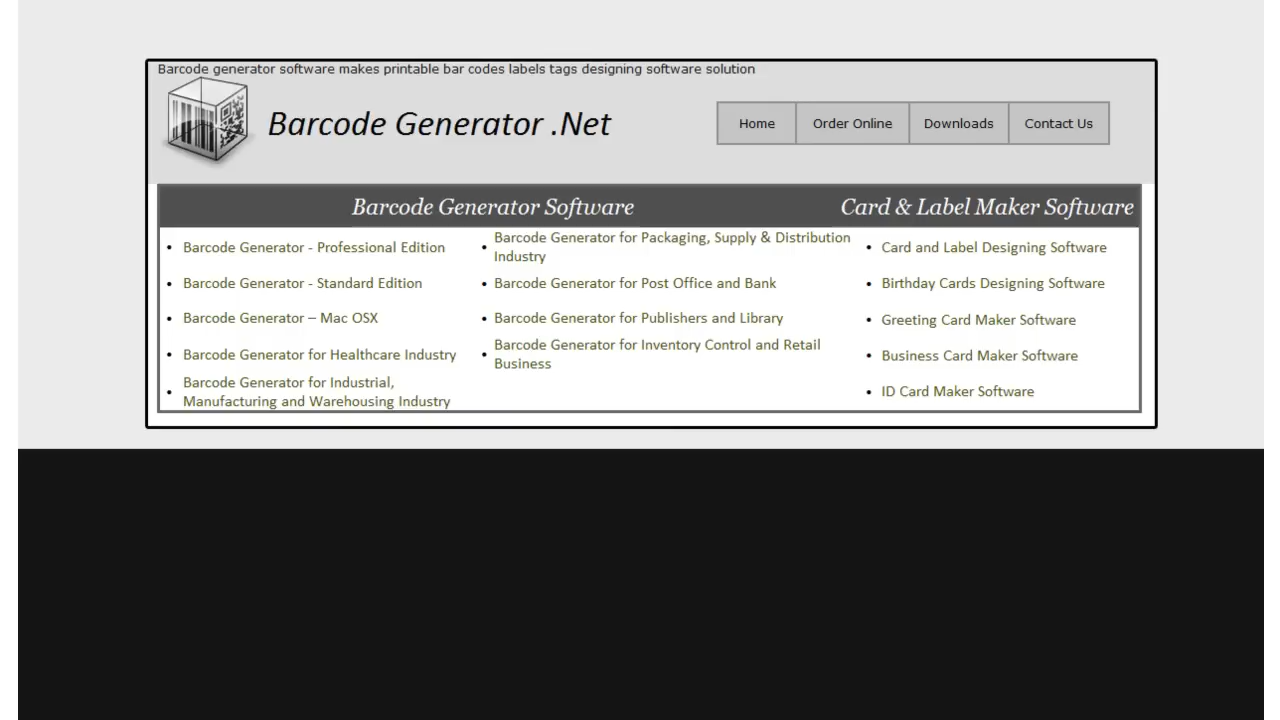 Barcode generator software makes printable bar codes labels tags designing software solution
Barcode Generator .Net
Home
Order Online
Downloads
Contact Us
Barcode Generator Software
Barcode Generator - Professional Edition
Barcode Generator - Standard Edition
Barcode Generator – Mac OSX
Barcode Generator for Healthcare Industry
Barcode Generator for Industrial,
Manufacturing and Warehousing Industry
Barcode Generator for Packaging, Supply & Distribution
Industry
Barcode Generator for Post Office and Bank
Barcode Generator for Publishers and Library
Barcode Generator for Inventory Control and Retail
Business
Card & Label Maker Software
Card and Label Designing Software
Birthday Cards Designing Software
Greeting Card Maker Software
Business Card Maker Software
ID Card Maker Software